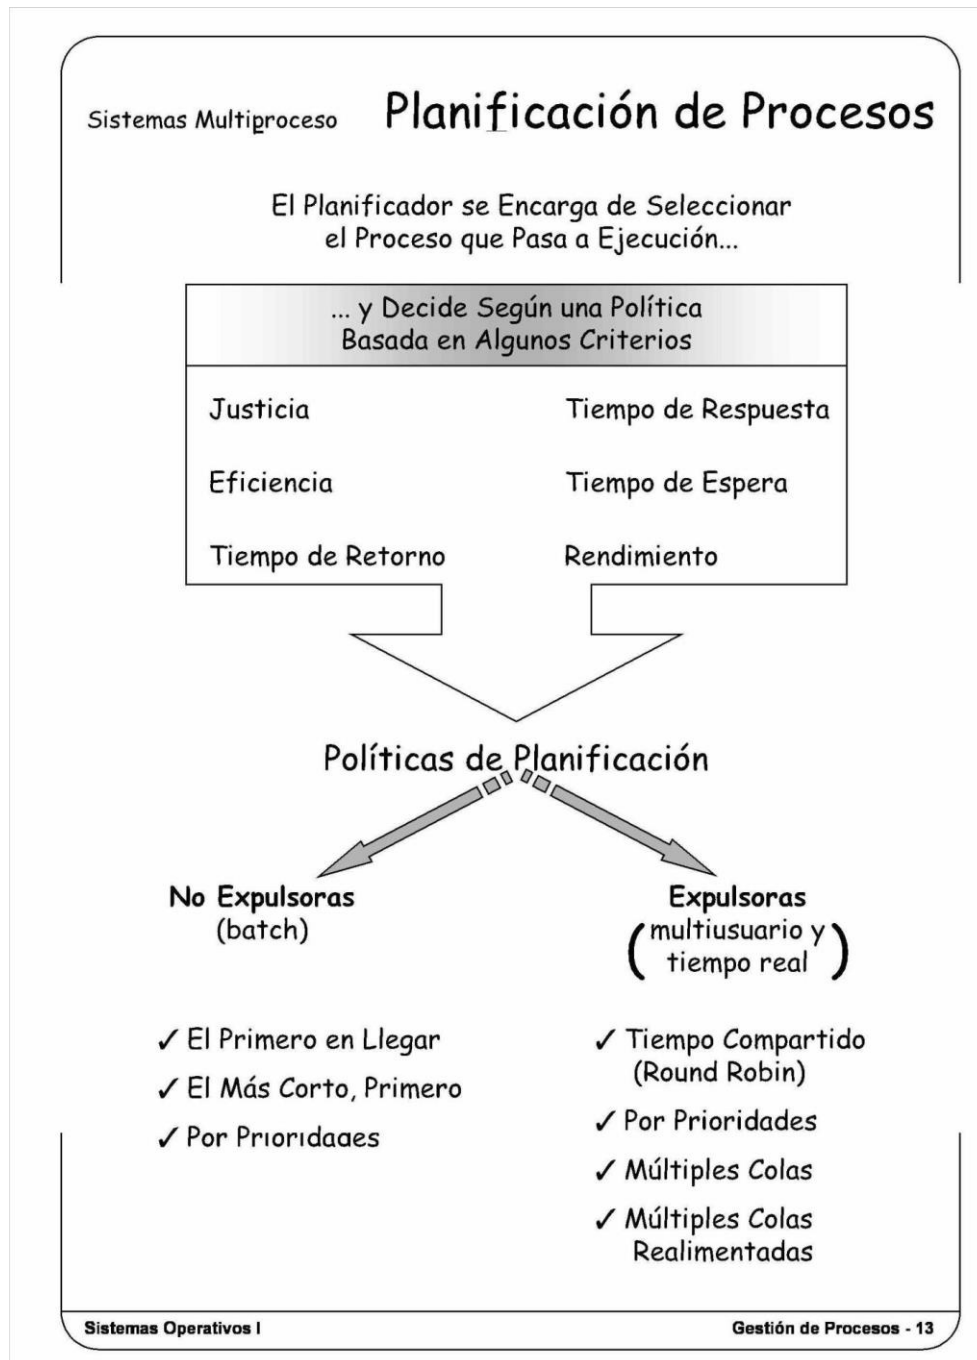 Sistemas Multiproceso
Planificación de Procesos
El Planificador se Encarga de Seleccionar
el Proceso que Pasa a Ejecución...
... y Decide Según una Política
Basada en Algunos Criterios
Justicia
Eficiencia
Tiempo de Retorno
Tiempo de Respuesta
Tiempo de Espera
Rendimiento
Políticas de Planificación
No Expulsoras
(batch)
✓ El Primero en Llegar
✓ El Más Corto, Primero
✓ Por Prioridades
Expulsoras
(multiusuario y
tiempo real)
✓ Tiempo Compartido
(Round Robin)
✓ Por Prioridades
✓ Múltiples Colas
✓ Múltiples Colas
Realimentadas
Sistemas Operativos I
Gestión de Procesos - 13